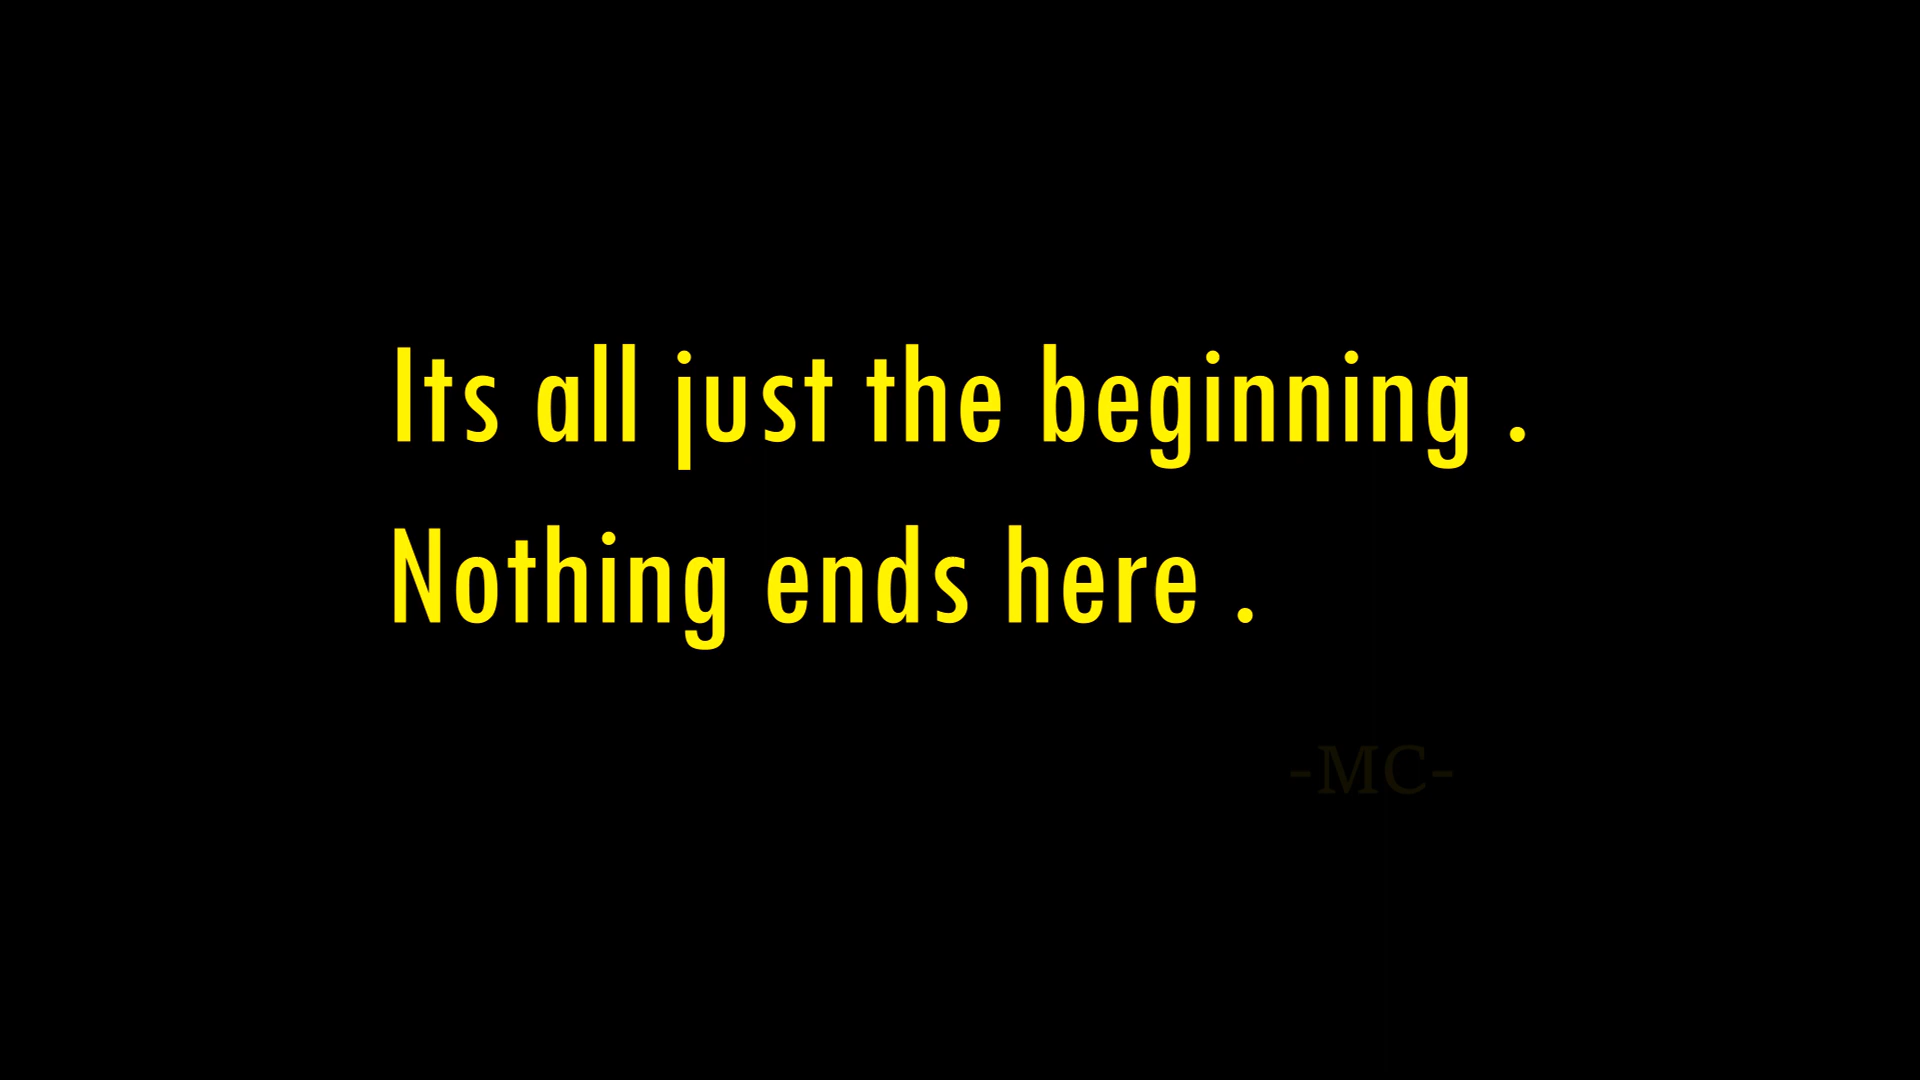 Its all just the beginning .
Nothing ends here .
-MC-